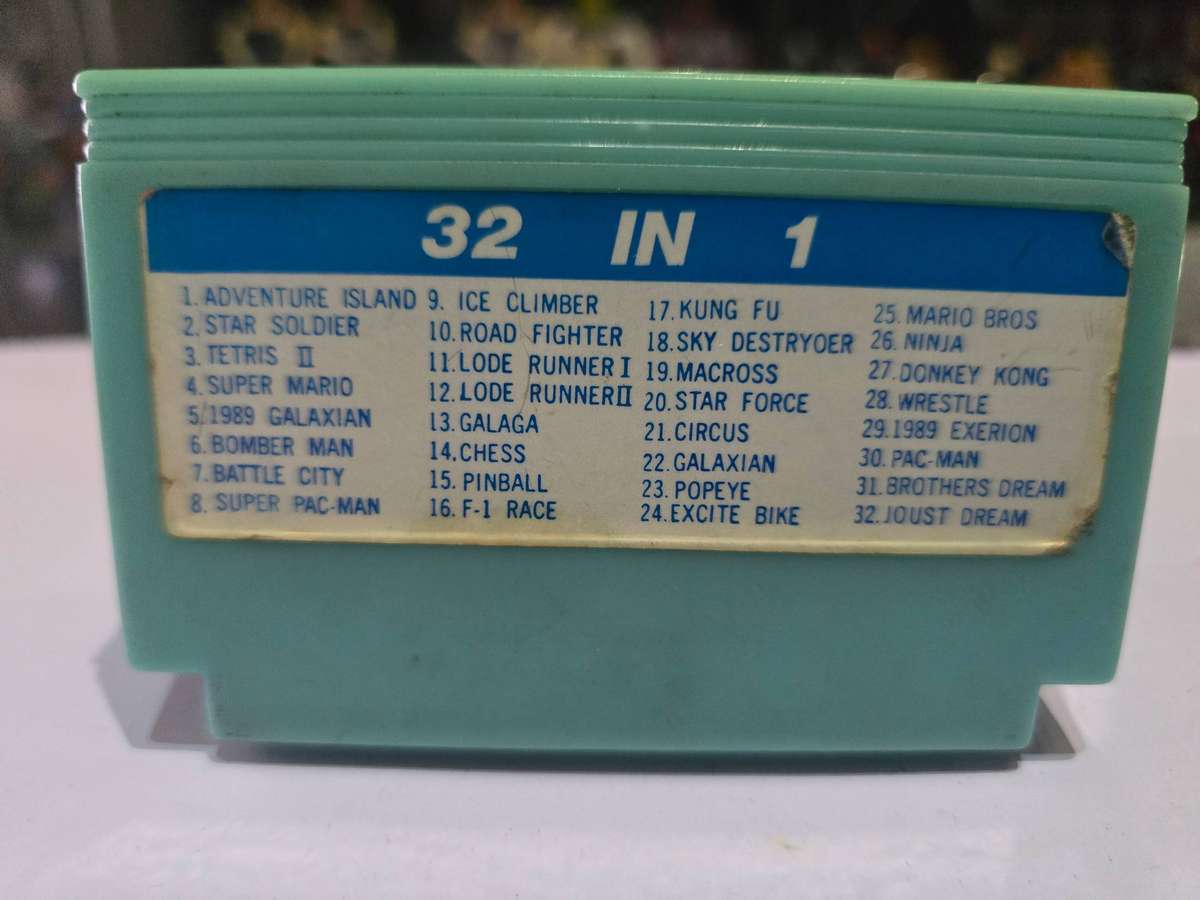 32 IN 1
1. ADVENTURE ISLAND
2. STAR SOLDIER
3. TETRIS II
4. SUPER MARIO
5. 1989 GALAXIAN
6. BOMBER MAN
7. BATTLE CITY
8. SUPER PAC-MAN
9. ICE CLIMBER
10. ROAD FIGHTER
11. LODE RUNNER I
12. LODE RUNNER II
13. GALAGA
14. CHESS
15. PINBALL
16. F-1 RACE
17. KUNG FU
18. SKY DESTRYOER
19. MACROSS
20. STAR FORCE
21. CIRCUS
22. GALAXIAN
23. POPEYE
24. EXCITE BIKE
25. MARIO BROS
26. NINJA
27. DONKEY KONG
28. WRESTLE
29. 1989 EXERION
30. PAC-MAN
31. BROTHERS DREAM
32. JOUST DREAM